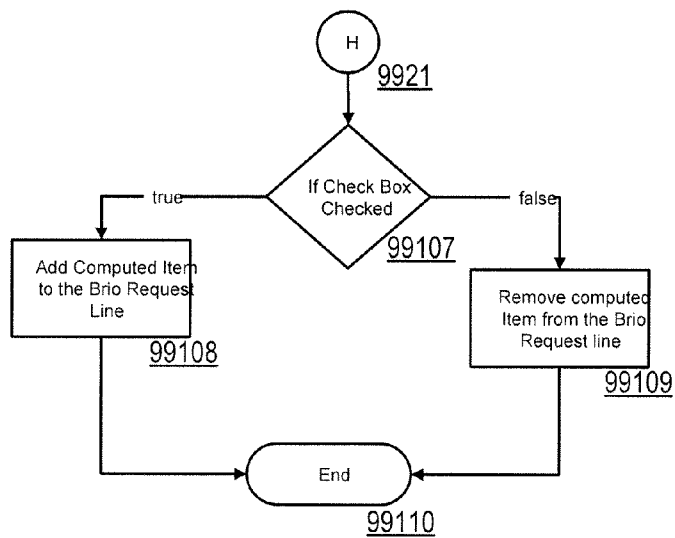 H
9921
If Check Box
Checked
99107
true
false
Add Computed Item
to the Brio Request
Line
99108
Remove computed
Item from the Brio
Request line
99109
End
99110